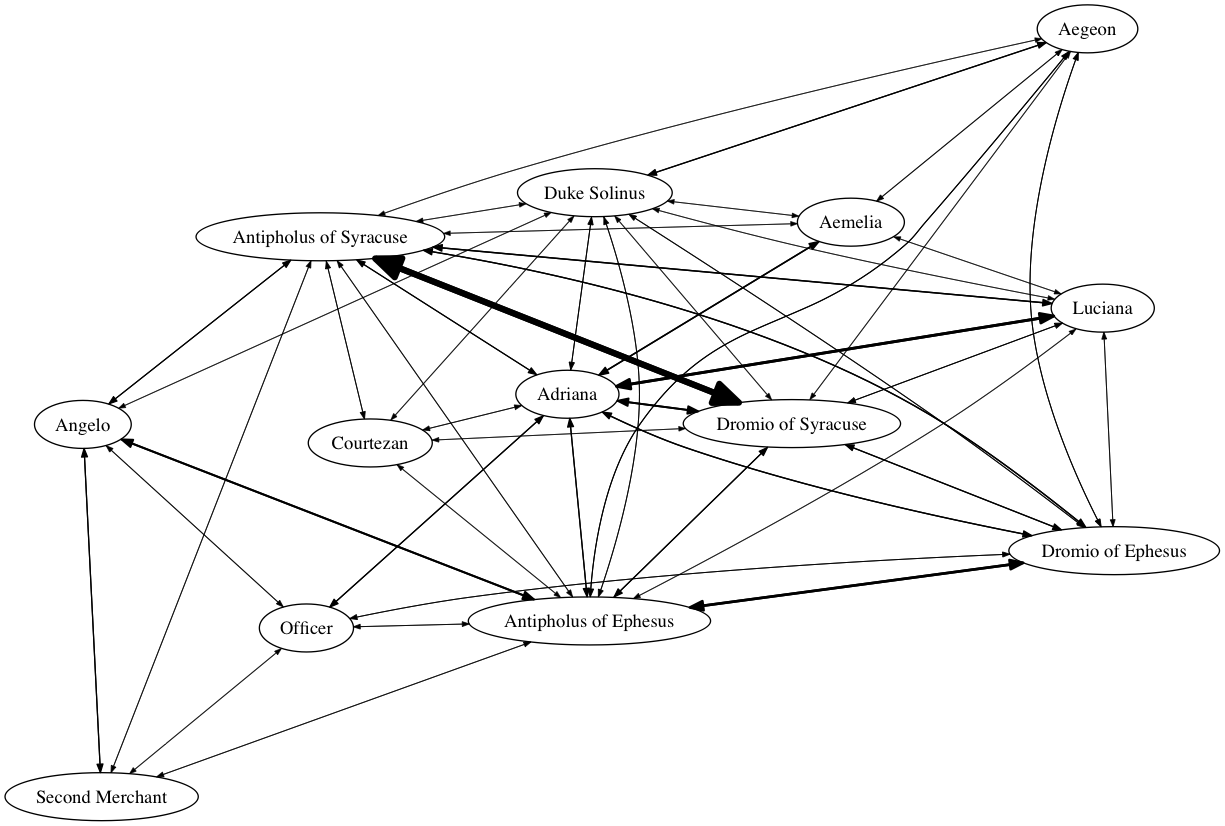 Aegeon
Duke Solinus
Aemelia
Antipholus of Syracuse
Luciana
Adriana
Angelo
Dromio of Syracuse
Courtezan
Dromio of Ephesus
Antipholus of Ephesus
Officer
Second Merchant